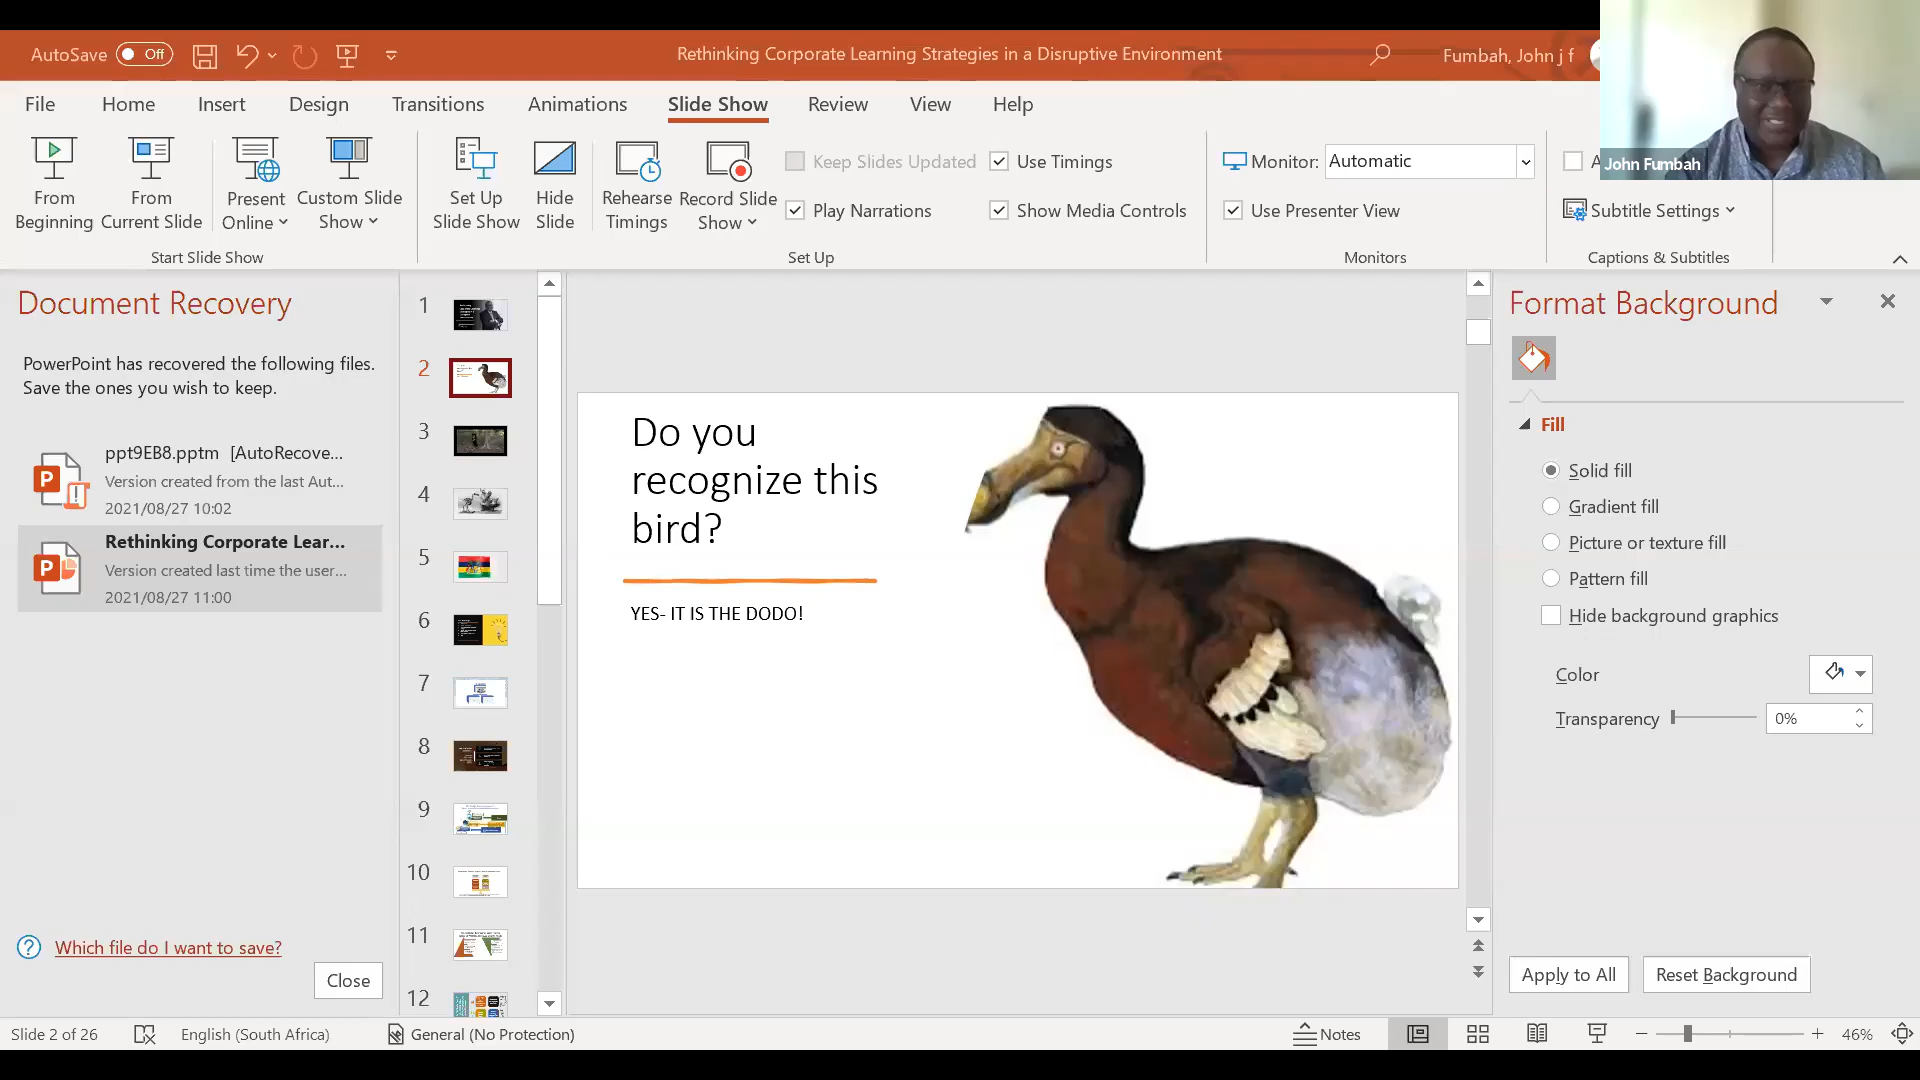 AutoSave Off
Rethinking Corporate Learning Strategies in a Disruptive Environment
Fumbah, John j f
File Home Insert Design Transitions Animations Slide Show Review View Help
From Beginning
From Current Slide
Present Online
Custom Slide Show
Start Slide Show
Set Up Slide Show
Hide Slide
Rehearse Timings
Record Slide Show
Keep Slides Updated
Use Timings
Play Narrations
Show Media Controls
Set Up
Monitor: Automatic
Use Presenter View
Monitors
Subtitle Settings
Captions & Subtitles
John Fumbah
Document Recovery
PowerPoint has recovered the following files.
Save the ones you wish to keep.
ppt9EB8.pptm [AutoRecove...
Version created from the last Aut...
2021/08/27 10:02
Rethinking Corporate Lear...
Version created last time the user...
2021/08/27 11:00
Which file do I want to save?
Close
1
2
3
4
5
6
7
8
9
10
11
12
Do you
recognize this
bird?
YES- IT IS THE DODO!
Format Background
Fill
Solid fill
Gradient fill
Picture or texture fill
Pattern fill
Hide background graphics
Color
Transparency 0%
Apply to All
Reset Background
Slide 2 of 26
English (South Africa)
General (No Protection)
Notes
46%